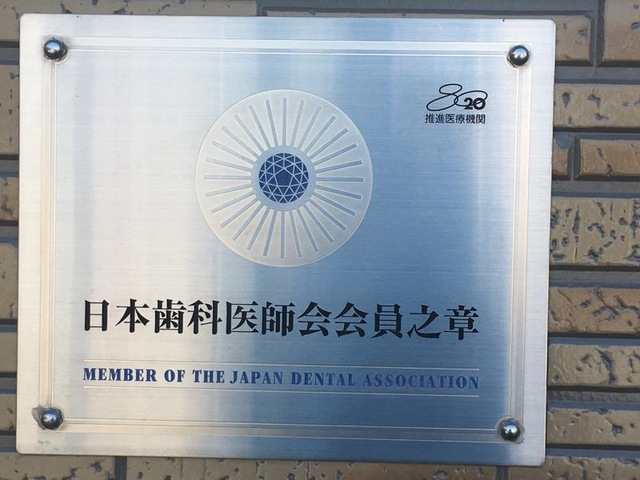 8020
推進医療機関
日本歯科医師会会員之章
MEMBER OF THE JAPAN DENTAL ASSOCIATION